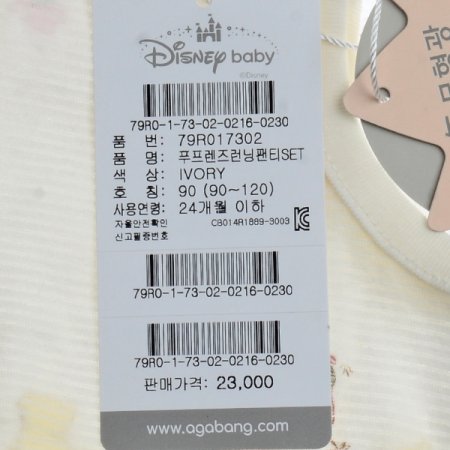 Disney baby
©Disney
79R0-1-73-02-0216-0230
품 번: 79R017302
품 명: 푸프렌즈런닝팬티SET
색 상: IVORY
호 칭: 90 (90~120)
사용연령: 24개월 이하
자율안전확인
신고필증번호 CB014R1889-3003
79R0-1-73-02-0216-0230
79R0-1-73-02-0216-0230
판매가격: 23,000
www.agabang.com